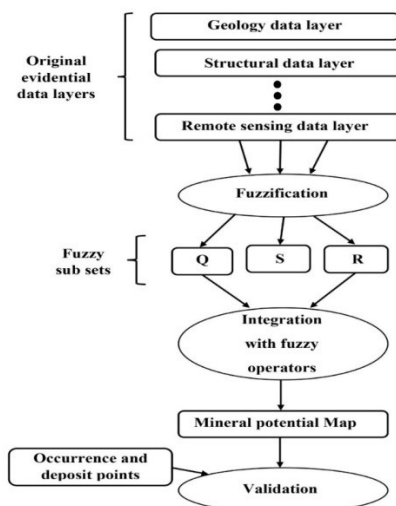 Geology data layer
Original
evidential
data layers
Structural data layer
Remote sensing data layer
Fuzzification
Fuzzy
sub sets
Q
S
R
Integration
with fuzzy
operators
Mineral potential Map
Occurrence and
deposit points
Validation